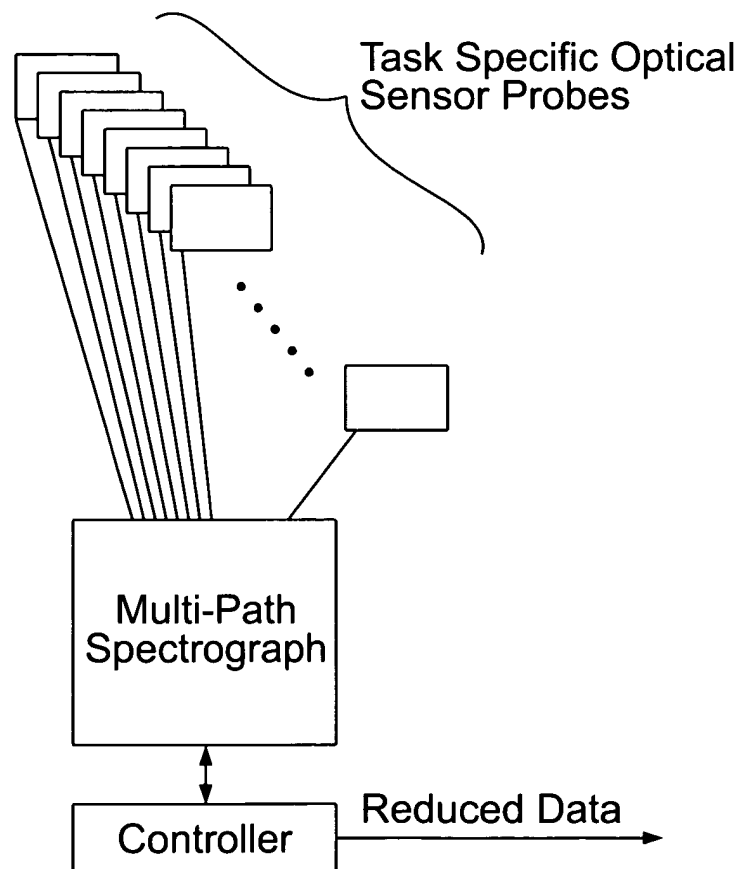 Task Specific Optical
Sensor Probes
Multi-Path
Spectrograph
Controller
Reduced Data